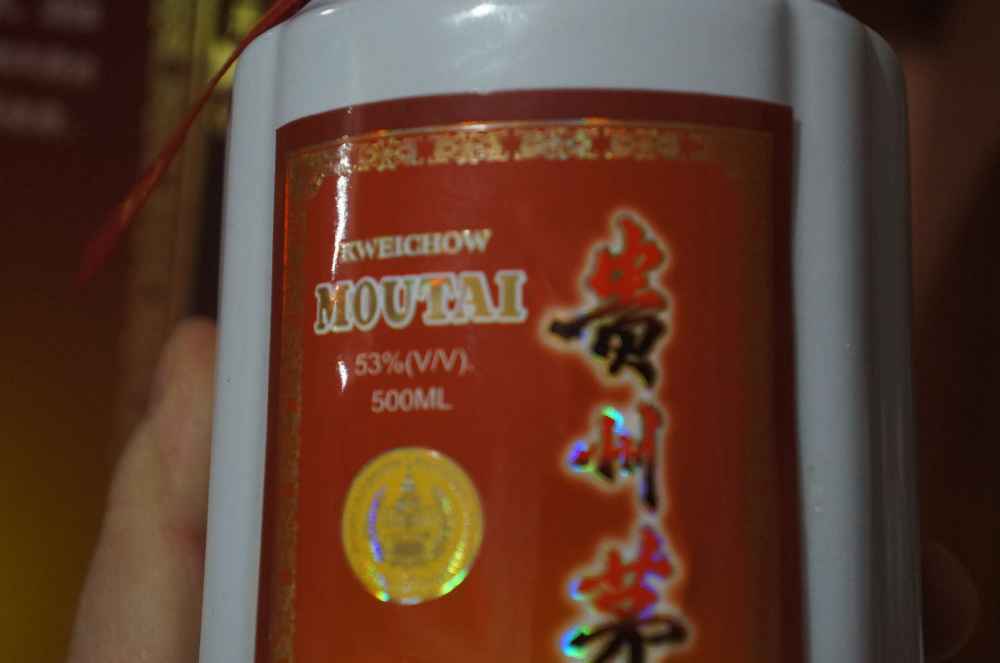 KWEICHOW
MOUTAI
53%(V/V).
500ML
贵州茅